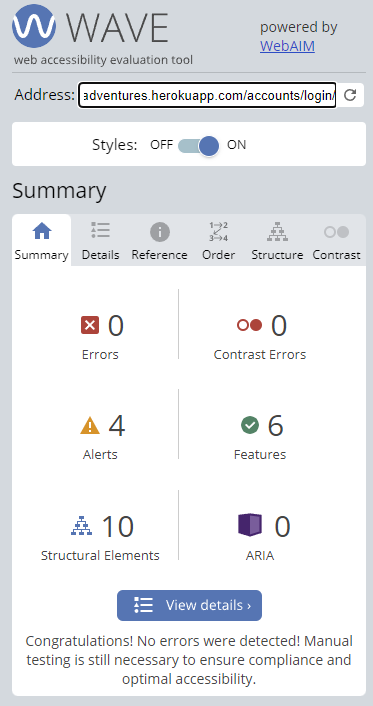 WAVE
web accessibility evaluation tool
powered by
WebAIM
Address: adventures.herokuapp.com/accounts/login/
Styles: OFF ON
Summary
Summary Details Reference Order Structure Contrast
0 Errors
0 Contrast Errors
4 Alerts
6 Features
10 Structural Elements
0 ARIA
View details ›
Congratulations! No errors were detected! Manual
testing is still necessary to ensure compliance and
optimal accessibility.